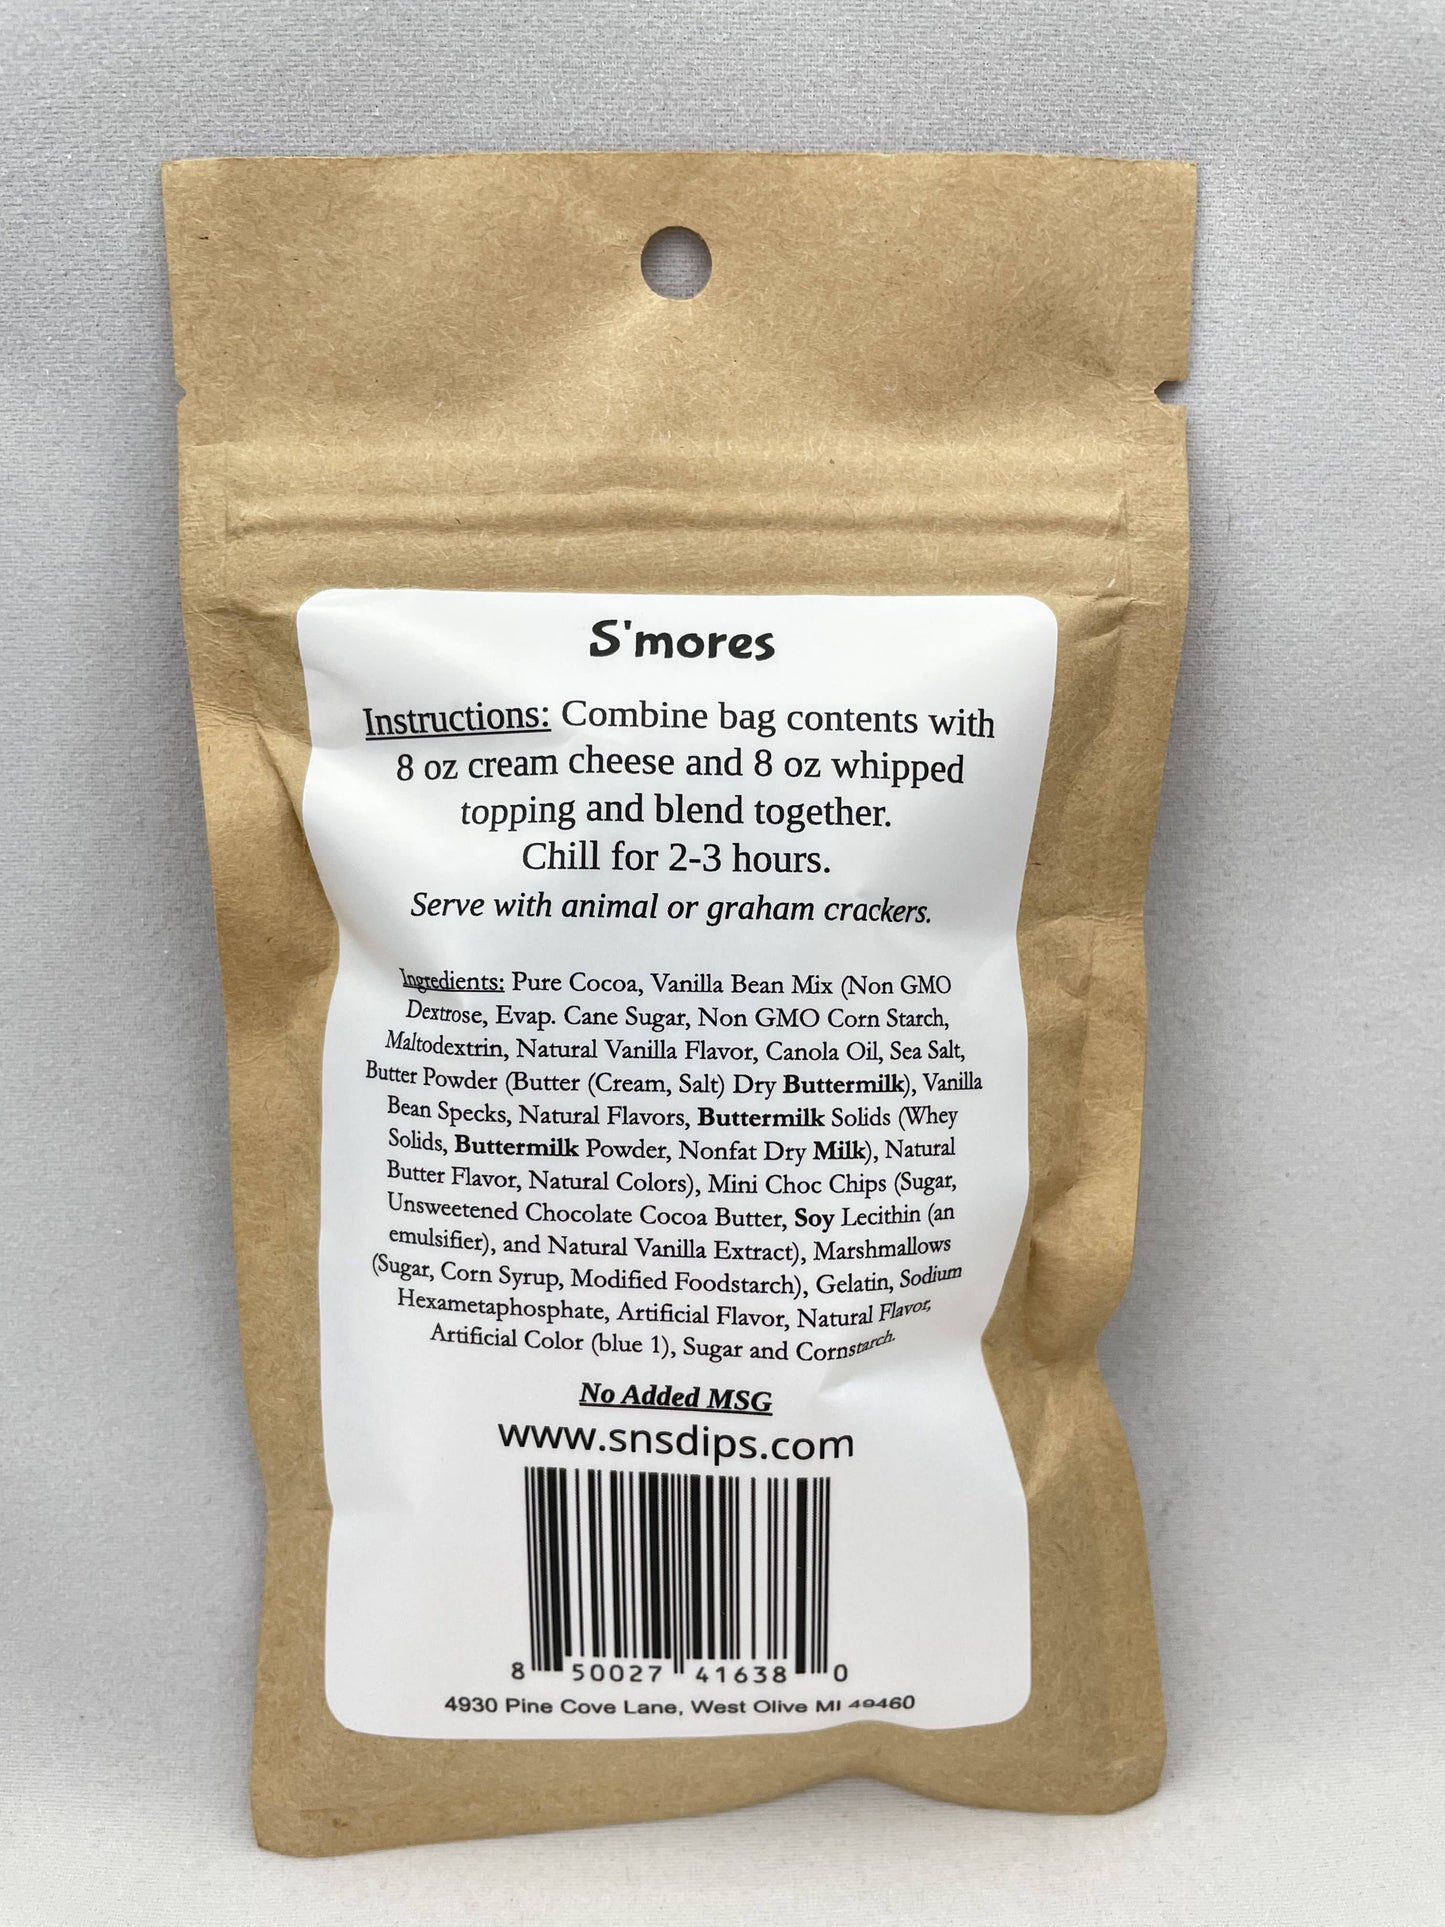 S'mores
Instructions: Combine bag contents with
8 oz cream cheese and 8 oz whipped
topping and blend together.
Chill for 2-3 hours.
Serve with animal or graham crackers.
Ingredients: Pure Cocoa, Vanilla Bean Mix (Non GMO
Dextrose, Evap. Cane Sugar, Non GMO Corn Starch,
Maltodextrin, Natural Vanilla Flavor, Canola Oil, Sea Salt,
Butter Powder (Butter (Cream, Salt) Dry Buttermilk), Vanilla
Bean Specks, Natural Flavors, Buttermilk Solids (Whey
Solids, Buttermilk Powder, Nonfat Dry Milk), Natural
Butter Flavor, Natural Colors), Mini Choc Chips (Sugar,
Unsweetened Chocolate Cocoa Butter, Soy Lecithin (an
emulsifier), and Natural Vanilla Extract), Marshmallows
(Sugar, Corn Syrup, Modified Foodstarch), Gelatin, Sodium
Hexametaphosphate, Artificial Flavor, Natural Flavor,
Artificial Color (blue 1), Sugar and Cornstarch.
No Added MSG
www.snsdips.com
8 50027 41638 0
4930 Pine Cove Lane, West Olive MI 49460